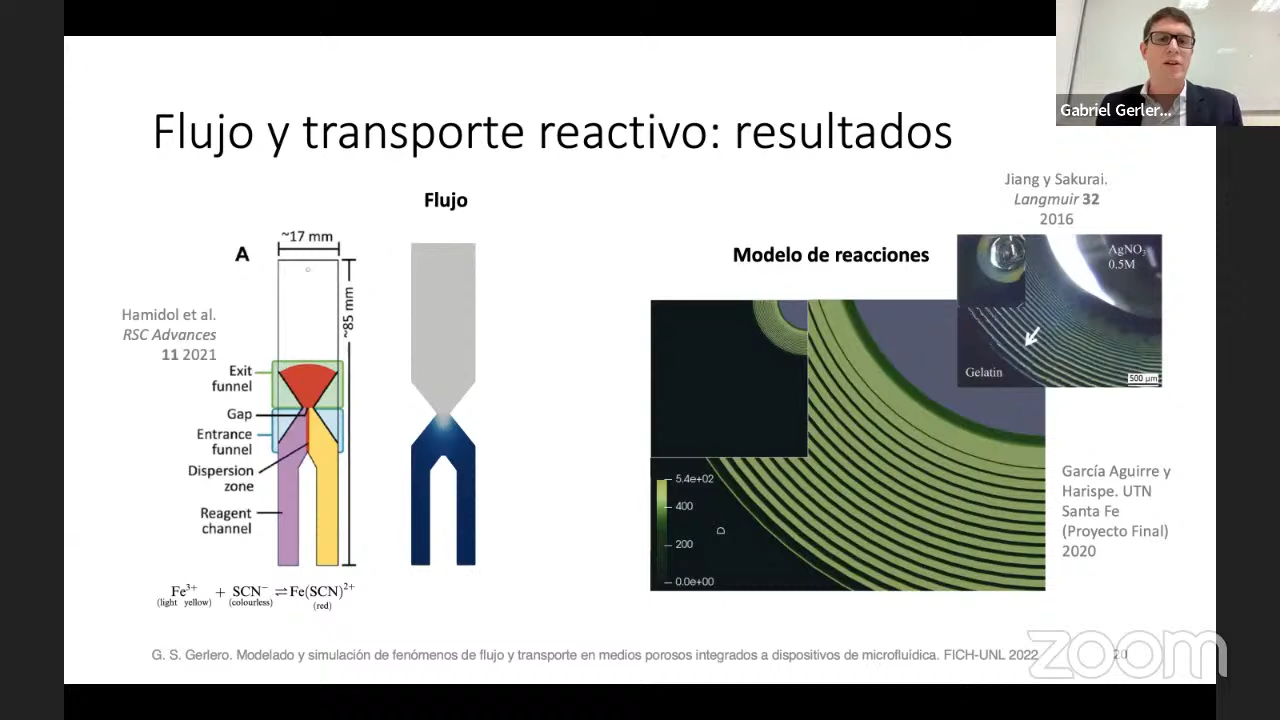 Gabriel Gerler...
Flujo y transporte reactivo: resultados
Flujo
A
~17 mm
~85 mm
Hamidol et al.
RSC Advances
11 2021
Exit
funnel
Gap
Entrance
funnel
Dispersion
zone
Reagent
channel
Fe³⁺ + SCN⁻ ⇌ Fe(SCN)²⁺
(light yellow) (colourless) (red)
Modelo de reacciones
Jiang y Sakurai.
Langmuir 32
2016
AgNO₃
0.5M
Gelatin
500 μm
5.4e+02
400
200
0.0e+00
D
García Aguirre y
Harispe. UTN
Santa Fe
(Proyecto Final)
2020
G. S. Gerlero. Modelado y simulación de fenómenos de flujo y transporte en medios porosos integrados a dispositivos de microfluídica. FICH-UNL 2022
20
zoom